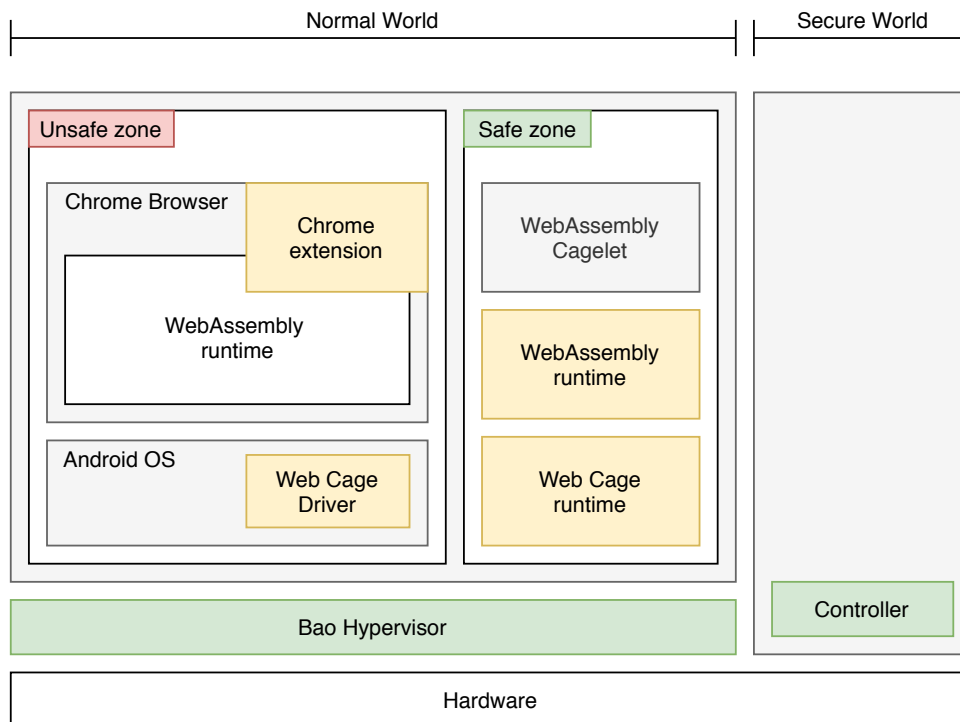 Normal World
Secure World
Unsafe zone
Safe zone
Chrome Browser
Chrome
extension
WebAssembly
runtime
Android OS
Web Cage
Driver
WebAssembly
Cagelet
WebAssembly
runtime
Web Cage
runtime
Bao Hypervisor
Controller
Hardware